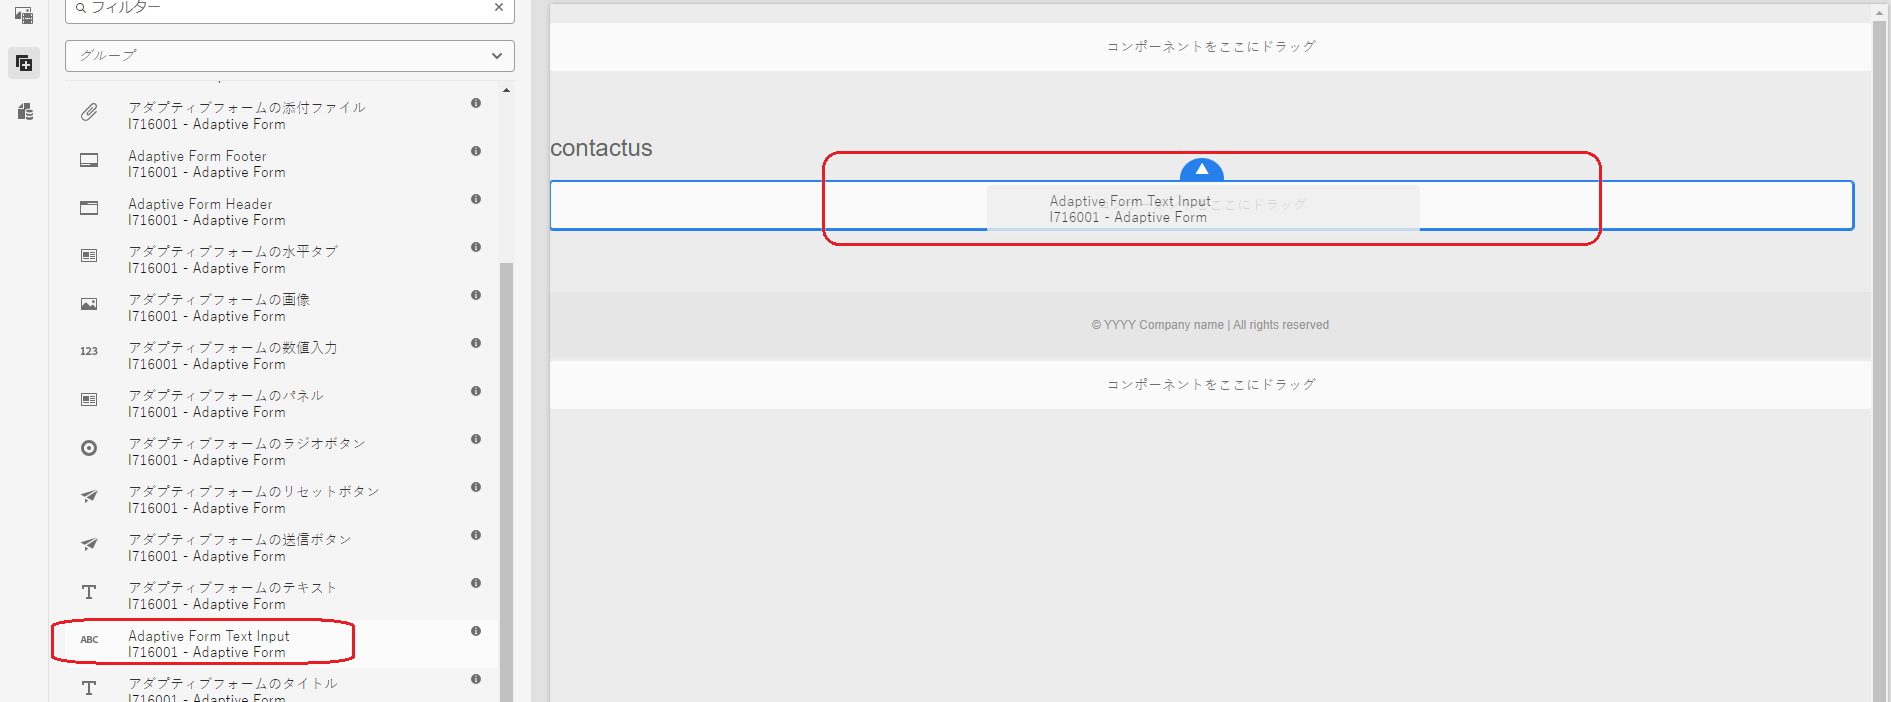 フィルター
グループ
アダプティブフォームの添付ファイル
I716001 - Adaptive Form
Adaptive Form Footer
I716001 - Adaptive Form
Adaptive Form Header
I716001 - Adaptive Form
アダプティブフォームの水平タブ
I716001 - Adaptive Form
アダプティブフォームの画像
I716001 - Adaptive Form
123
アダプティブフォームの数値入力
I716001 - Adaptive Form
アダプティブフォームのパネル
I716001 - Adaptive Form
アダプティブフォームのラジオボタン
I716001 - Adaptive Form
アダプティブフォームのリセットボタン
I716001 - Adaptive Form
アダプティブフォームの送信ボタン
I716001 - Adaptive Form
アダプティブフォームのテキスト
I716001 - Adaptive Form
ABC
Adaptive Form Text Input
I716001 - Adaptive Form
アダプティブフォームのタイトル
I716001 - Adaptive Form
コンポーネントをここにドラッグ
contactus
Adaptive Form Text Input
I716001 - Adaptive Form
ここにドラッグ
© YYYY Company name | All rights reserved
コンポーネントをここにドラッグ